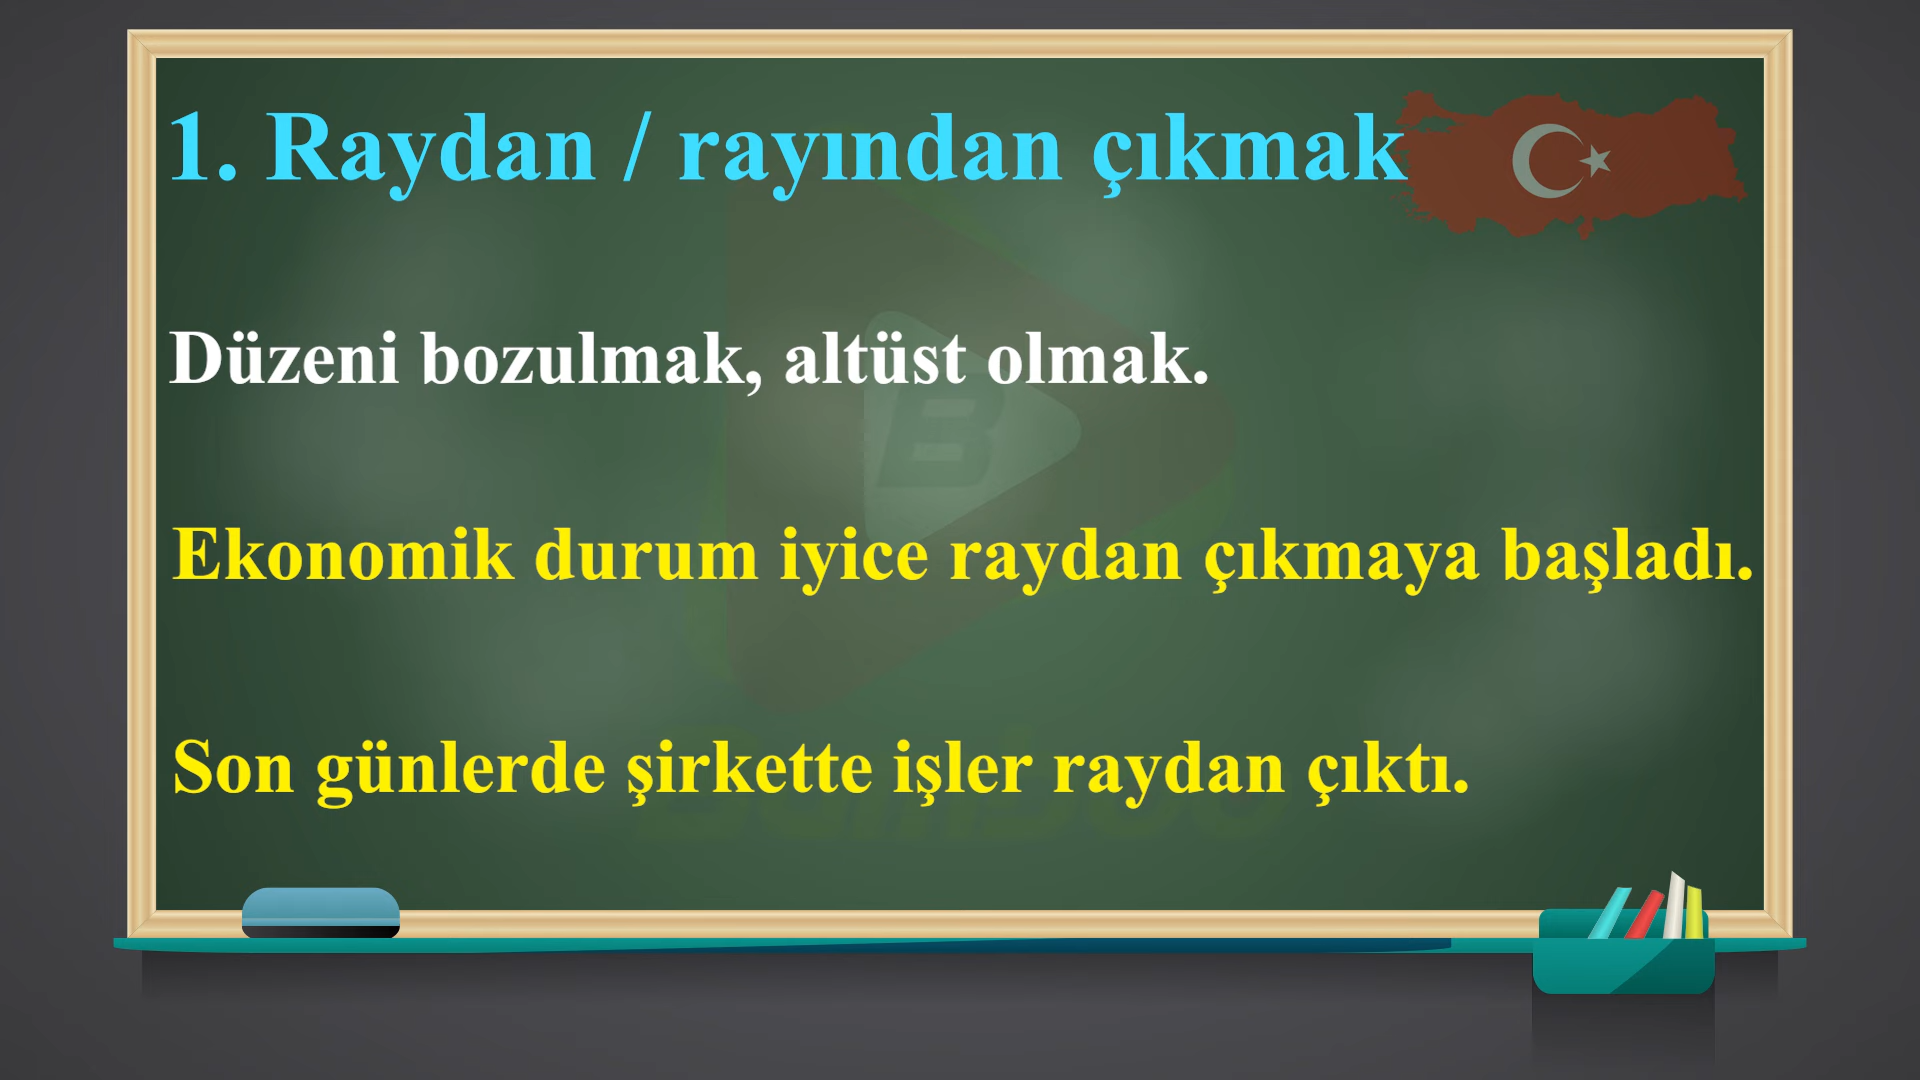 1. Raydan / rayından çıkmak
Düzeni bozulmak, altüst olmak.
B
Ekonomik durum iyice raydan çıkmaya başladı.
Son günlerde şirkette işler raydan çıktı.